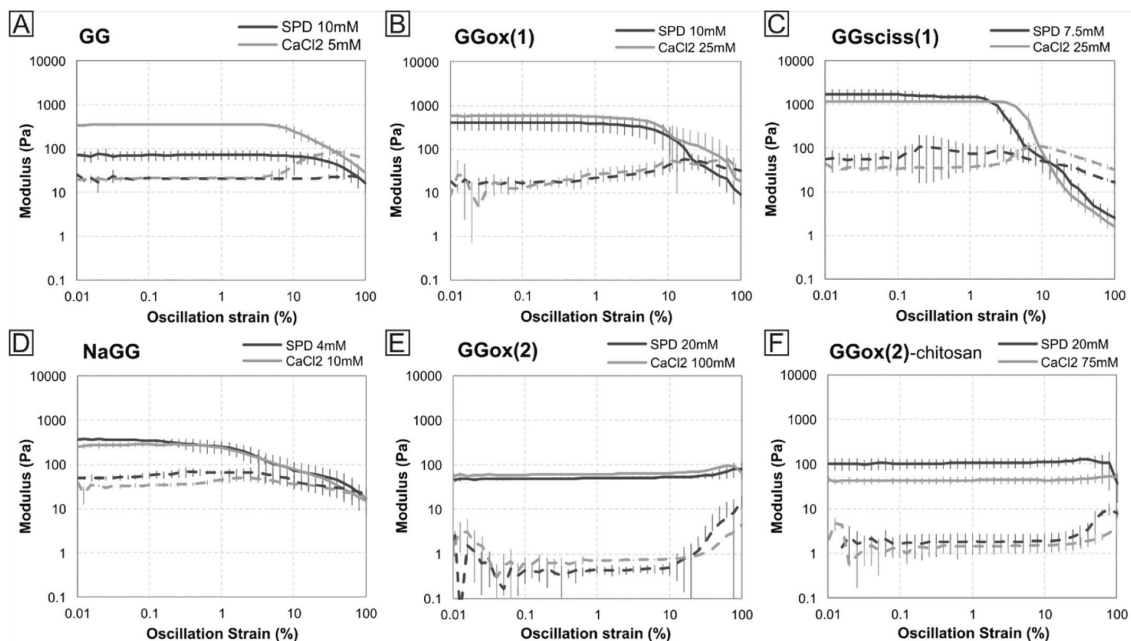 A
GG
SPD 10mM
CaCl2 5mM
Modulus (Pa)
10000
1000
100
10
1
0.1
0.01 0.1 1 10 100
Oscillation strain (%)
B
GGox(1)
SPD 10mM
CaCl2 25mM
Modulus (Pa)
10000
1000
100
10
1
0.1
0.01 0.1 1 10 100
Oscillation strain (%)
C
GGsciss(1)
SPD 7.5mM
CaCl2 25mM
Modulus (Pa)
10000
1000
100
10
1
0.1
0.01 0.1 1 10 100
Oscillation strain (%)
D
NaGG
SPD 4mM
CaCl2 10mM
Modulus (Pa)
10000
1000
100
10
1
0.1
0.01 0.1 1 10 100
Oscillation Strain (%)
E
GGox(2)
SPD 20mM
CaCl2 100mM
Modulus (Pa)
10000
1000
100
10
1
0.1
0.01 0.1 1 10 100
Oscillation Strain (%)
F
GGox(2)-chitosan
SPD 20mM
CaCl2 75mM
Modulus (Pa)
10000
1000
100
10
1
0.1
0.01 0.1 1 10 100
Oscillation Strain (%)